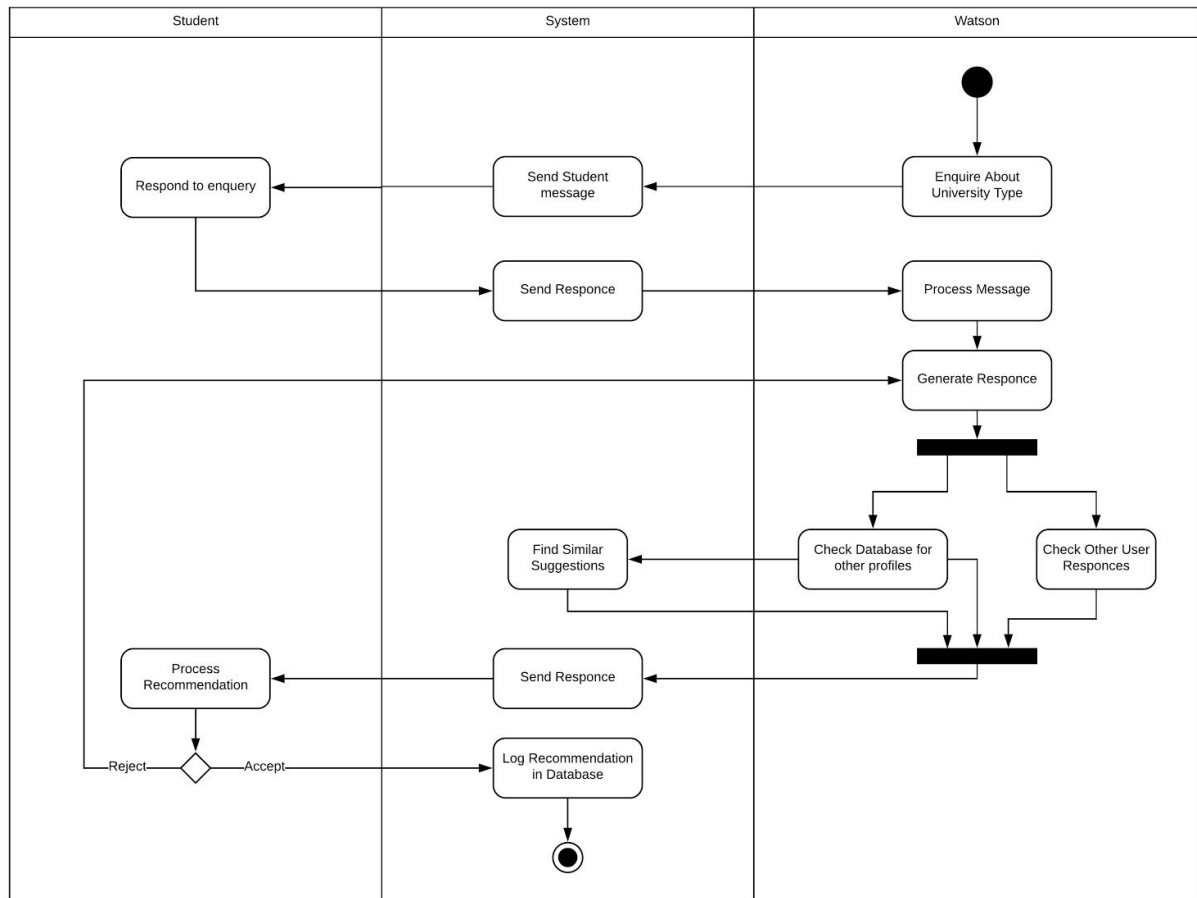 Student
System
Watson
Respond to enquery
Send Student
message
Enquire About
University Type
Send Responce
Process Message
Generate Responce
Find Similar
Suggestions
Check Database for
other profiles
Check Other User
Responces
Process
Recommendation
Send Responce
Reject
Accept
Log Recommendation
in Database